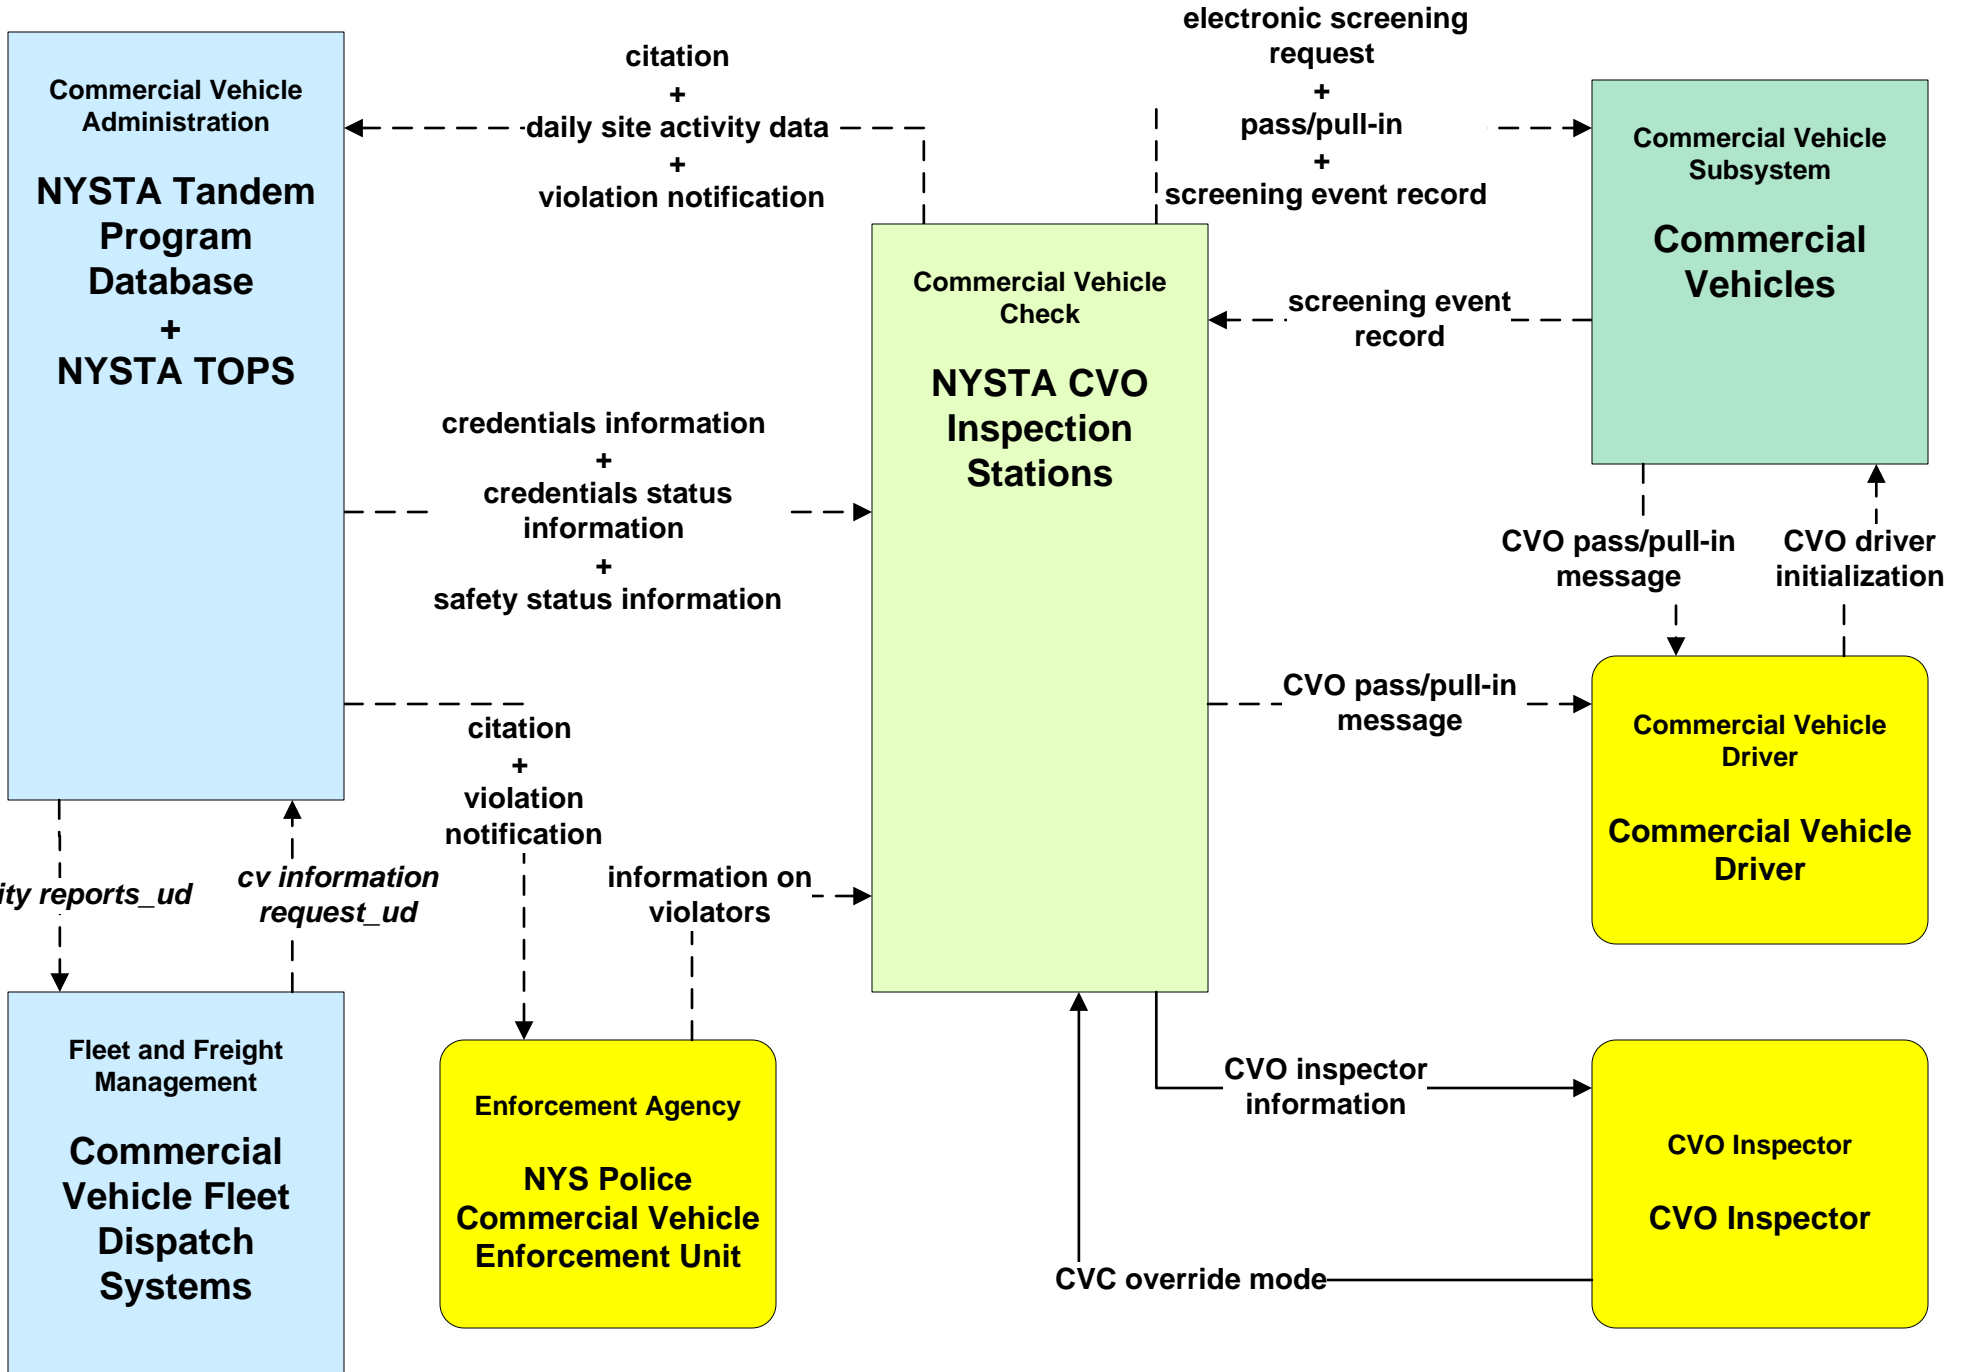 Commercial Vehicle
Administration
NYSTA Tandem
Program
Database
+
NYSTA TOPS
citation
+
daily site activity data
+
violation notification
electronic screening
request
+
pass/pull-in
+
screening event record
Commercial Vehicle
Subsystem
Commercial
Vehicles
Commercial Vehicle
Check
NYSTA CVO
Inspection
Stations
screening event
record
credentials information
+
credentials status
information
+
safety status information
CVO pass/pull-in
message
CVO driver
initialization
CVO pass/pull-in
message
Commercial Vehicle
Driver
Commercial Vehicle
Driver
citation
+
violation
notification
reports_ud
cv information
request_ud
information on
violators
Fleet and Freight
Management
Commercial
Vehicle Fleet
Dispatch
Systems
Enforcement Agency
NYS Police
Commercial Vehicle
Enforcement Unit
CVO inspector
information
CVO Inspector
CVO Inspector
CVC override mode